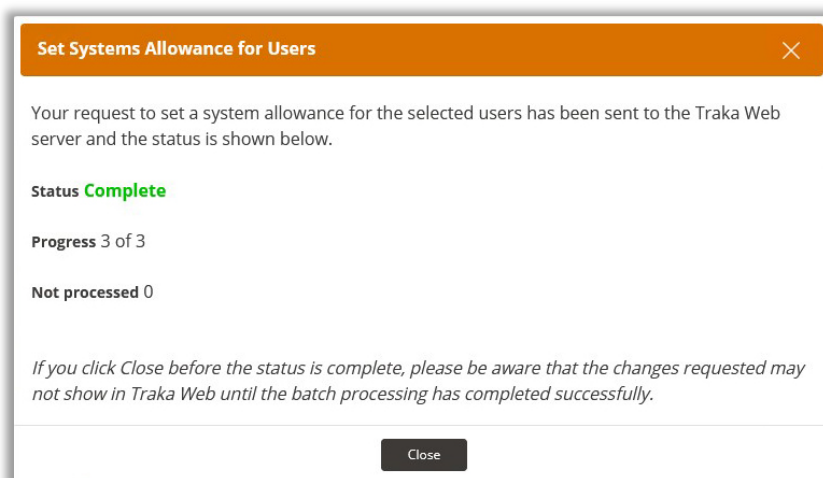 Set Systems Allowance for Users
Your request to set a system allowance for the selected users has been sent to the Traka Web
server and the status is shown below.
Status Complete
Progress 3 of 3
Not processed 0
If you click Close before the status is complete, please be aware that the changes requested may
not show in Traka Web until the batch processing has completed successfully.
Close